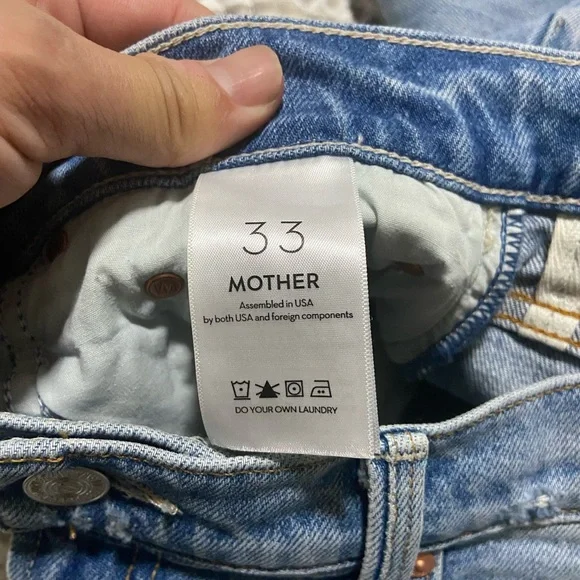 33
MOTHER
Assembled in USA
by both USA and foreign components
DO YOUR OWN LAUNDRY